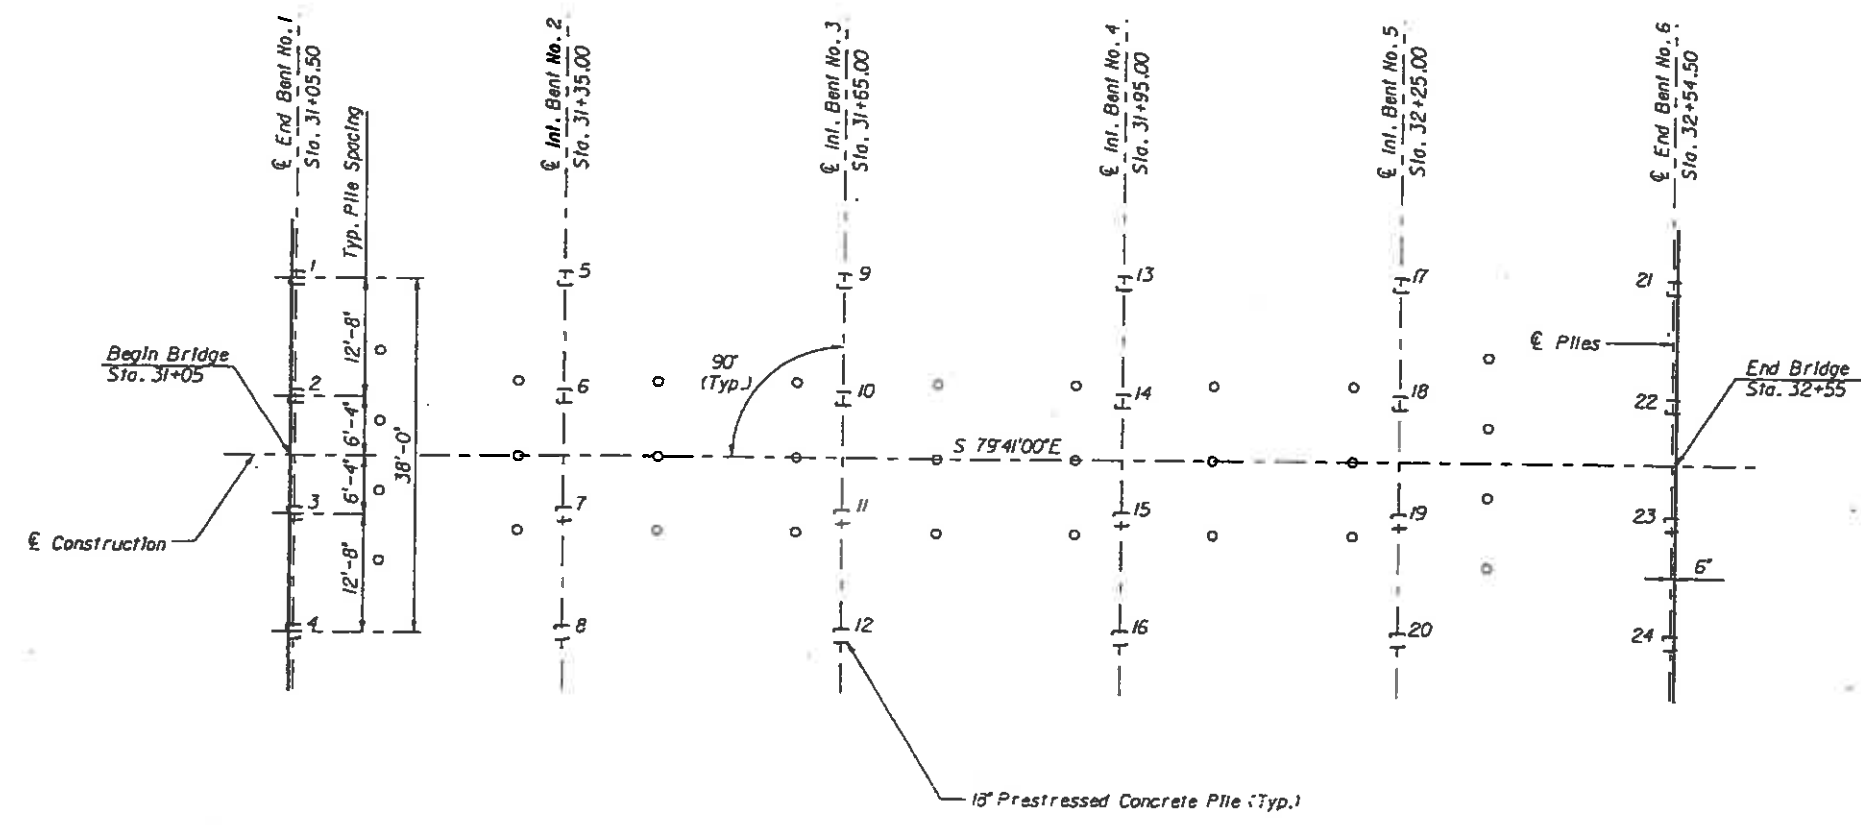 ℄ End Bent No. 1
Sta. 31+05.50
℄ Int. Bent No. 2
Sta. 31+35.00
℄ Int. Bent No. 3
Sta. 31+65.00
℄ Int. Bent No. 4
Sta. 31+95.00
℄ Int. Bent No. 5
Sta. 32+25.00
℄ End Bent No. 6
Sta. 32+54.50
Typ. Pile Spacing
1
5
9
13
17
21
12'-8"
Begin Bridge
Sta. 31+05
90°
(Typ.)
℄ Piles
End Bridge
Sta. 32+55
2
6
10
14
18
22
6'-4"
38'-0"
S 79°41'00"E
6'-4"
3
7
11
15
19
23
℄ Construction
12'-8"
6"
4
8
12
16
20
24
18" Prestressed Concrete Pile (Typ.)